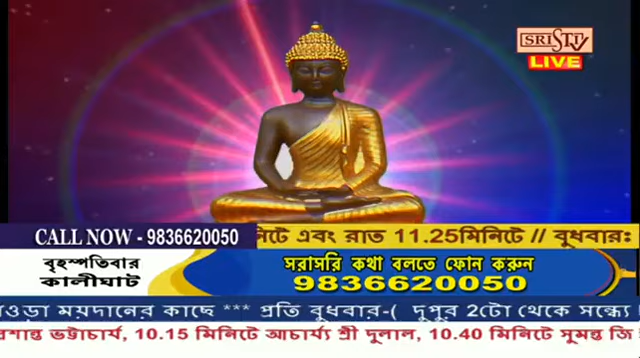 SRISTI TV
LIVE
CALL NOW - 9836620050
নিটে এবং রাত 11.25মিনিটে // বুধবার:
বৃহস্পতিবার
কালীঘাট
সরাসরি কথা বলতে ফোন করুন
9836620050
ওড়া ময়দানের কাছে *** প্রতি বুধবার-( দুপুর 2টো থেকে সন্ধ্যে
প্রশান্ত ভট্টাচার্য, 10.15 মিনিটে আচার্য্য শ্রী দুলাল, 10.40 মিনিটে সুমন্ত জি